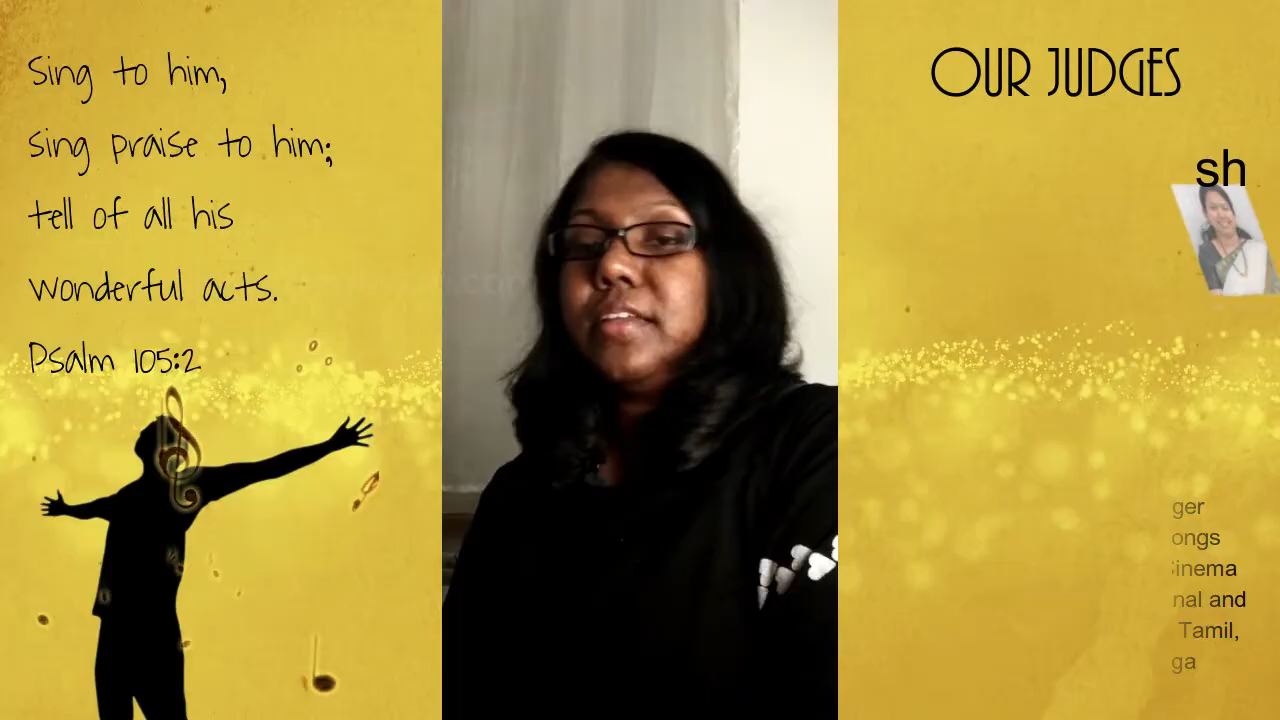 Sing to him,
sing praise to him;
tell of all his
wonderful acts.
Psalm 105:2
OUR JUDGES
sh
ger
ongs
inema
nal and
Tamil,
ga